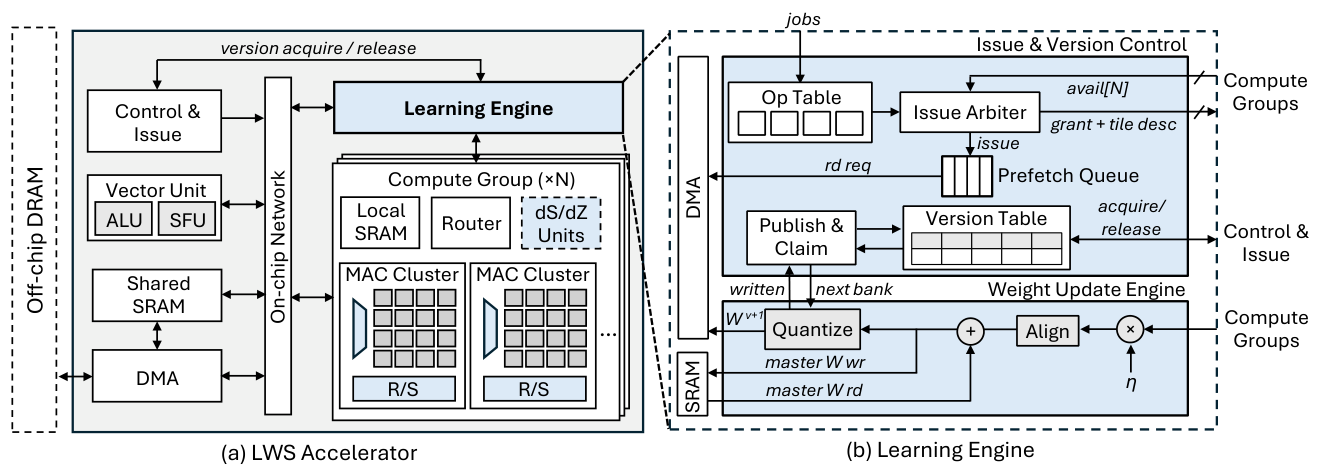 Off-chip DRAM
version acquire / release
Control &
Issue
Learning Engine
Vector Unit
ALU
SFU
On-chip Network
Compute Group (×N)
Local
SRAM
Router
dS/dZ
Units
Shared
SRAM
MAC Cluster
MAC Cluster
...
DMA
R/S
R/S
(a) LWS Accelerator
jobs
Issue & Version Control
DMA
Op Table
Issue Arbiter
avail[N]
grant + tile desc
Compute
Groups
issue
rd req
Prefetch Queue
Publish &
Claim
Version Table
acquire/
release
Control &
Issue
written
next bank
Weight Update Engine
W v+1
Quantize
+
Align
×
Compute
Groups
η
SRAM
master W wr
master W rd
(b) Learning Engine